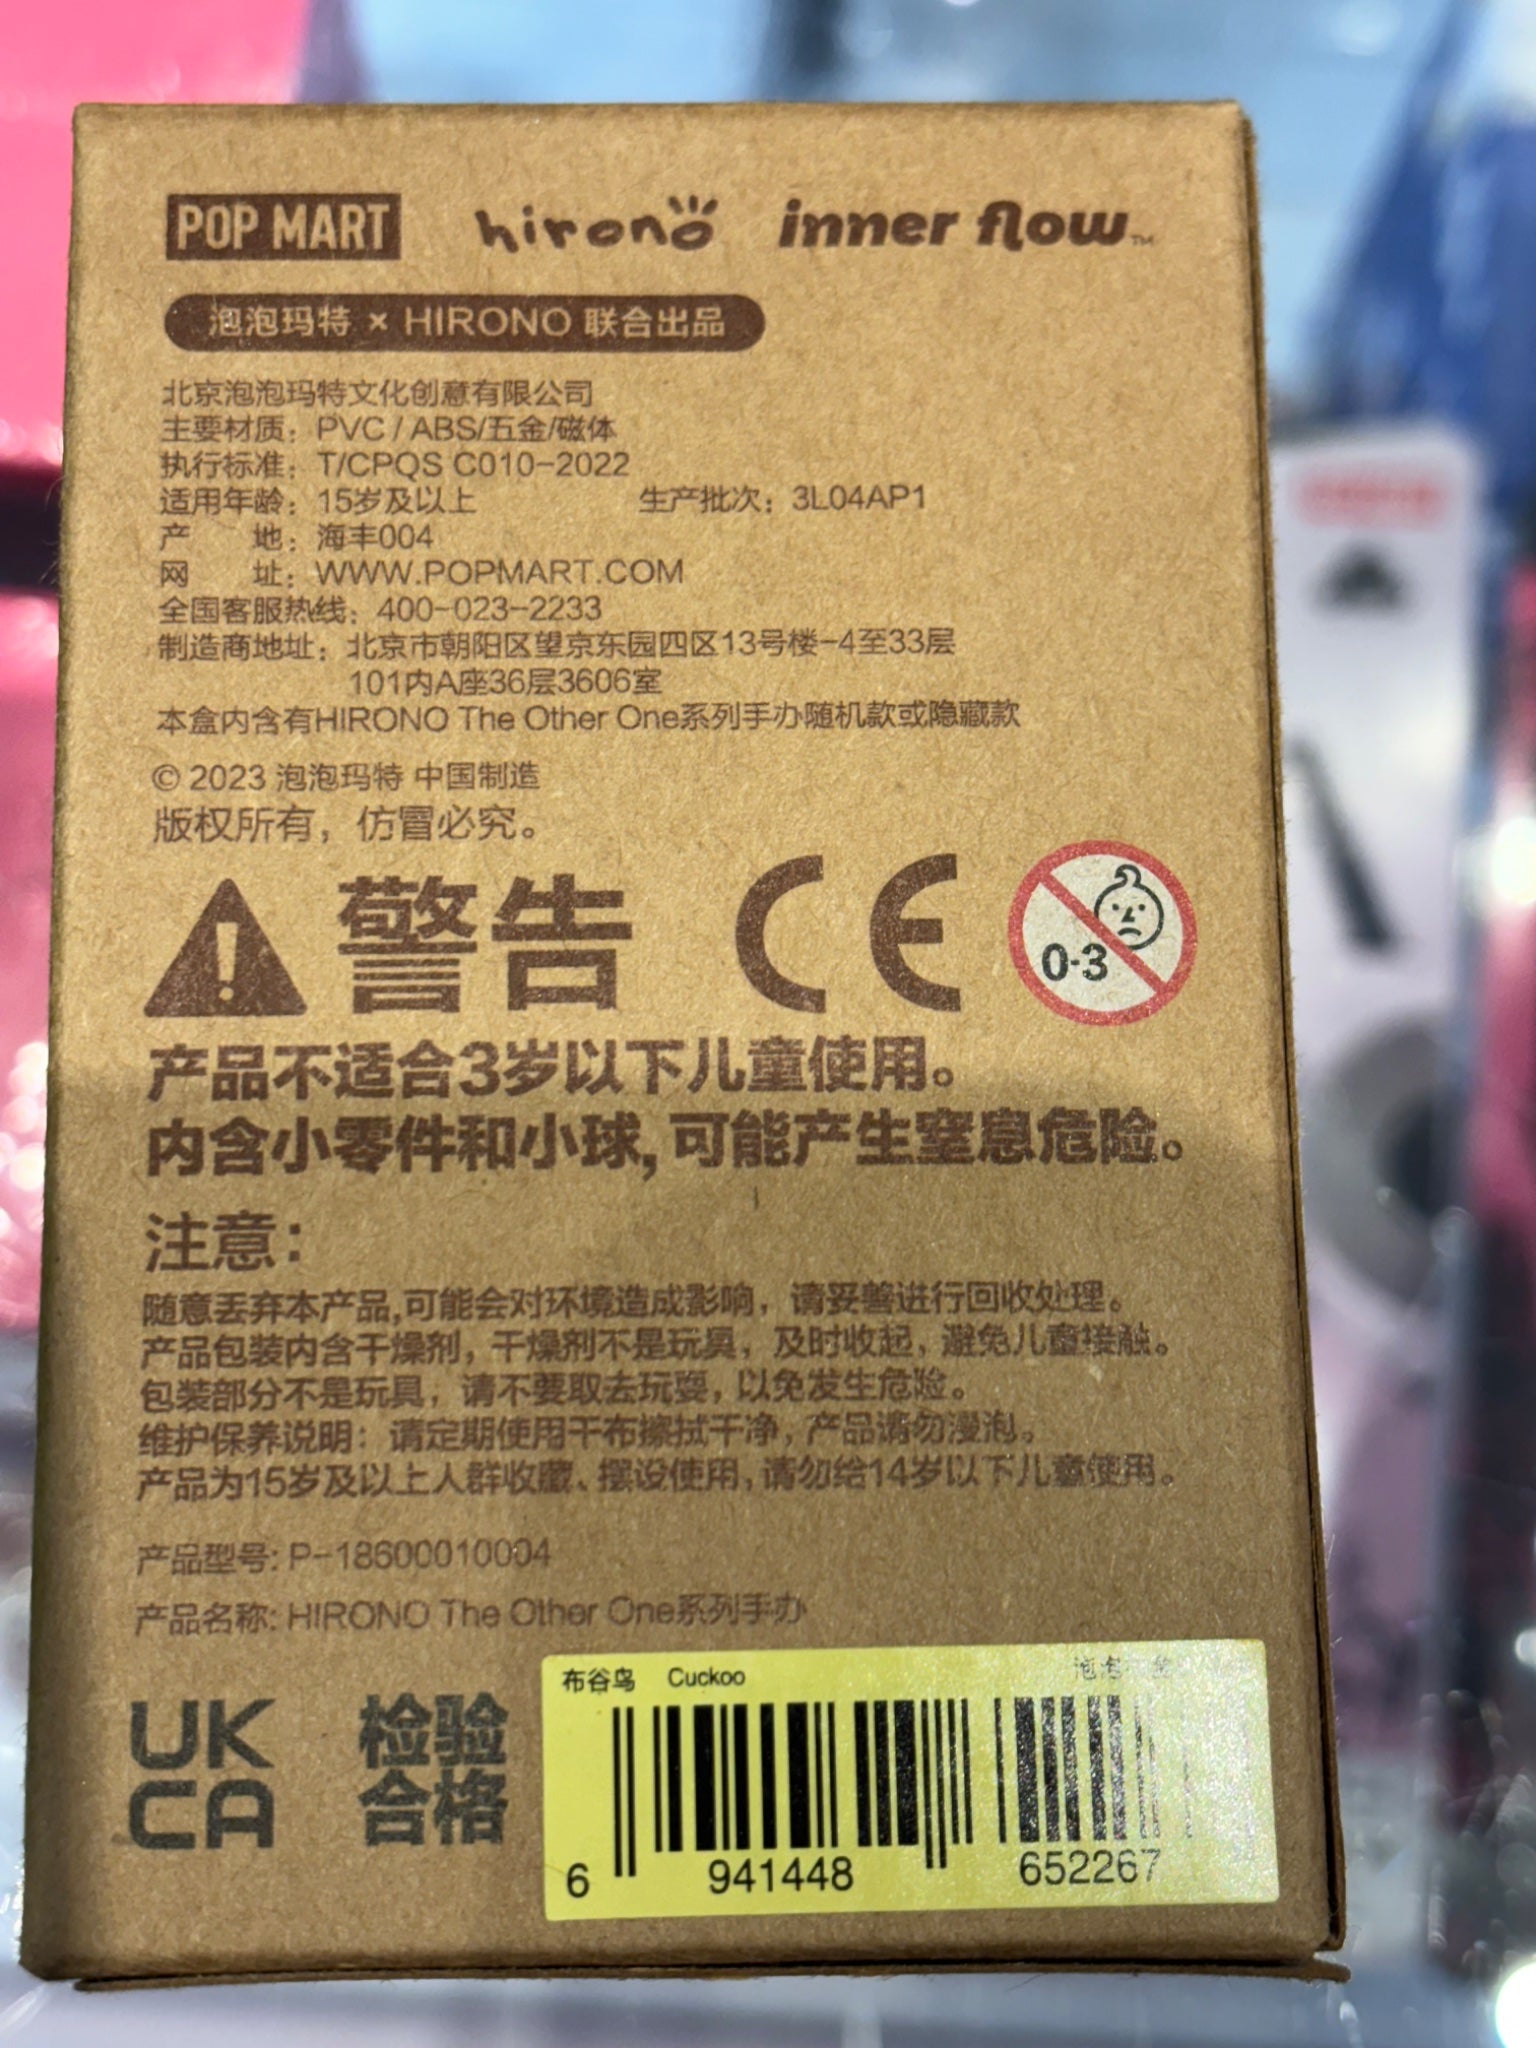 POP MART hirono inner flow™
泡泡玛特 × HIRONO 联合出品
北京泡泡玛特文化创意有限公司
主要材质：PVC / ABS/五金/磁体
执行标准：T/CPQS C010-2022
适用年龄：15岁及以上 生产批次：3L04AP1
产 地：海丰004
网 址：WWW.POPMART.COM
全国客服热线：400-023-2233
制造商地址：北京市朝阳区望京东园四区13号楼-4至33层
101内A座36层3606室
本盒内含有HIRONO The Other One系列手办随机款或隐藏款
© 2023 泡泡玛特 中国制造
版权所有，仿冒必究。
警告 CE 0-3
产品不适合3岁以下儿童使用。
内含小零件和小球,可能产生窒息危险。
注意：
随意丢弃本产品,可能会对环境造成影响，请妥善进行回收处理。
产品包装内含干燥剂，干燥剂不是玩具，及时收起，避免儿童接触。
包装部分不是玩具，请不要取去玩耍，以免发生危险。
维护保养说明：请定期使用干布擦拭干净，产品请勿浸泡。
产品为15岁及以上人群收藏、摆设使用,请勿给14岁以下儿童使用。
产品型号: P-18600010004
产品名称: HIRONO The Other One系列手办
UK
CA
检验
合格
布谷鸟 Cuckoo
6 941448 652267